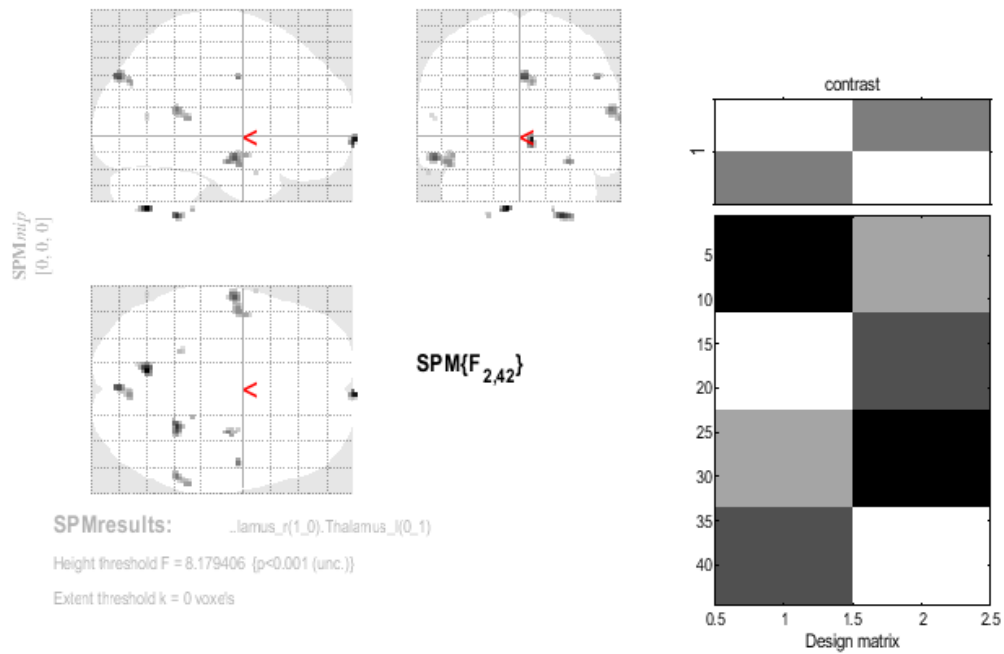 SPMmip
[0, 0, 0]
<
<
<
SPM{F2,42}
SPMresults: ..lamus_r(1_0).Thalamus_l(0_1)
Height threshold F = 8.179406 {p<0.001 (unc.)}
Extent threshold k = 0 voxels
contrast
1
5
10
15
20
25
30
35
40
0.5 1 1.5 2 2.5
Design matrix